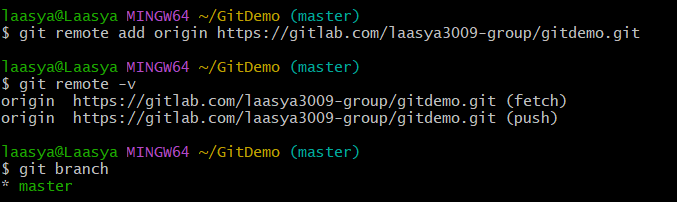 laasya@Laasya MINGW64 ~/GitDemo (master)
$ git remote add origin https://gitlab.com/laasya3009-group/gitdemo.git
laasya@Laasya MINGW64 ~/GitDemo (master)
$ git remote -v
origin  https://gitlab.com/laasya3009-group/gitdemo.git (fetch)
origin  https://gitlab.com/laasya3009-group/gitdemo.git (push)
laasya@Laasya MINGW64 ~/GitDemo (master)
$ git branch
* master